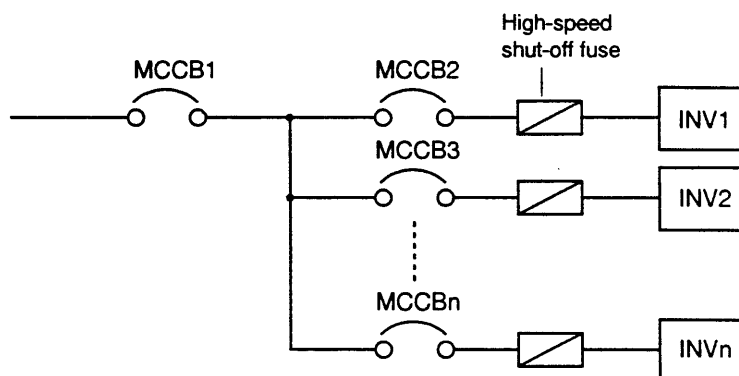 High-speed
shut-off fuse
MCCB1
MCCB2
INV1
MCCB3
INV2
MCCBn
INVn